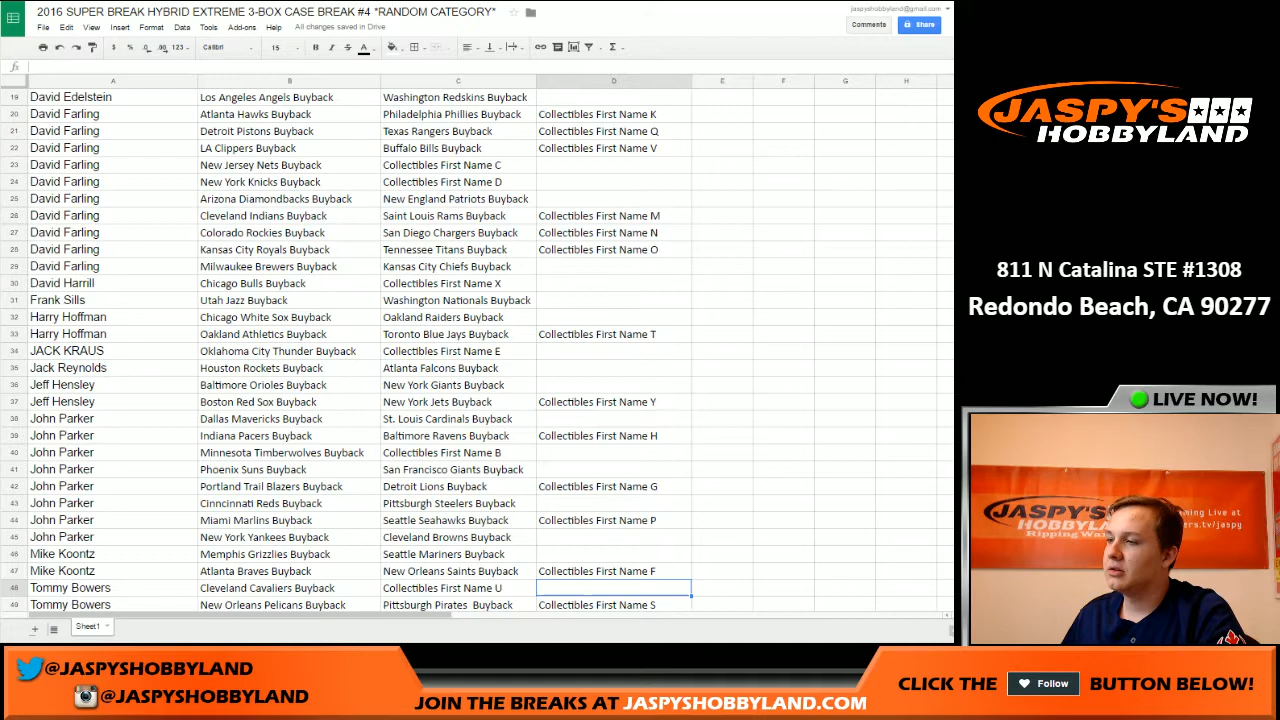 2016 SUPER BREAK HYBRID EXTREME 3-BOX CASE BREAK #4 *RANDOM CATEGORY*
jaspyshobbyland@gmail.com
File Edit View Insert Format Data Tools Add-ons Help All changes saved in Drive
Comments Share
$ % .0 .00 123 Calibri 15 B I S A
fx
A B C D E F G H
19 David Edelstein Los Angeles Angels Buyback Washington Redskins Buyback
20 David Farling Atlanta Hawks Buyback Philadelphia Phillies Buyback Collectibles First Name K
21 David Farling Detroit Pistons Buyback Texas Rangers Buyback Collectibles First Name Q
22 David Farling LA Clippers Buyback Buffalo Bills Buyback Collectibles First Name V
23 David Farling New Jersey Nets Buyback Collectibles First Name C
24 David Farling New York Knicks Buyback Collectibles First Name D
25 David Farling Arizona Diamondbacks Buyback New England Patriots Buyback
26 David Farling Cleveland Indians Buyback Saint Louis Rams Buyback Collectibles First Name M
27 David Farling Colorado Rockies Buyback San Diego Chargers Buyback Collectibles First Name N
28 David Farling Kansas City Royals Buyback Tennessee Titans Buyback Collectibles First Name O
29 David Farling Milwaukee Brewers Buyback Kansas City Chiefs Buyback
30 David Harrill Chicago Bulls Buyback Collectibles First Name X
31 Frank Sills Utah Jazz Buyback Washington Nationals Buyback
32 Harry Hoffman Chicago White Sox Buyback Oakland Raiders Buyback
33 Harry Hoffman Oakland Athletics Buyback Toronto Blue Jays Buyback Collectibles First Name T
34 JACK KRAUS Oklahoma City Thunder Buyback Collectibles First Name E
35 Jack Reynolds Houston Rockets Buyback Atlanta Falcons Buyback
36 Jeff Hensley Baltimore Orioles Buyback New York Giants Buyback
37 Jeff Hensley Boston Red Sox Buyback New York Jets Buyback Collectibles First Name Y
38 John Parker Dallas Mavericks Buyback St. Louis Cardinals Buyback
39 John Parker Indiana Pacers Buyback Baltimore Ravens Buyback Collectibles First Name H
40 John Parker Minnesota Timberwolves Buyback Collectibles First Name B
41 John Parker Phoenix Suns Buyback San Francisco Giants Buyback
42 John Parker Portland Trail Blazers Buyback Detroit Lions Buyback Collectibles First Name G
43 John Parker Cinncinnati Reds Buyback Pittsburgh Steelers Buyback
44 John Parker Miami Marlins Buyback Seattle Seahawks Buyback Collectibles First Name P
45 John Parker New York Yankees Buyback Cleveland Browns Buyback
46 Mike Koontz Memphis Grizzlies Buyback Seattle Mariners Buyback
47 Mike Koontz Atlanta Braves Buyback New Orleans Saints Buyback Collectibles First Name F
48 Tommy Bowers Cleveland Cavaliers Buyback Collectibles First Name U
49 Tommy Bowers New Orleans Pelicans Buyback Pittsburgh Pirates Buyback Collectibles First Name S
Sheet1
JASPY'S
HOBBYLAND
811 N Catalina STE #1308
Redondo Beach, CA 90277
LIVE NOW!
JASPY'S
HOBBYLAND
Live at
.tv/jaspy
@JASPYSHOBBYLAND
@JASPYSHOBBYLAND
JOIN THE BREAKS AT JASPYSHOBBYLAND.COM
CLICK THE Follow BUTTON BELOW!